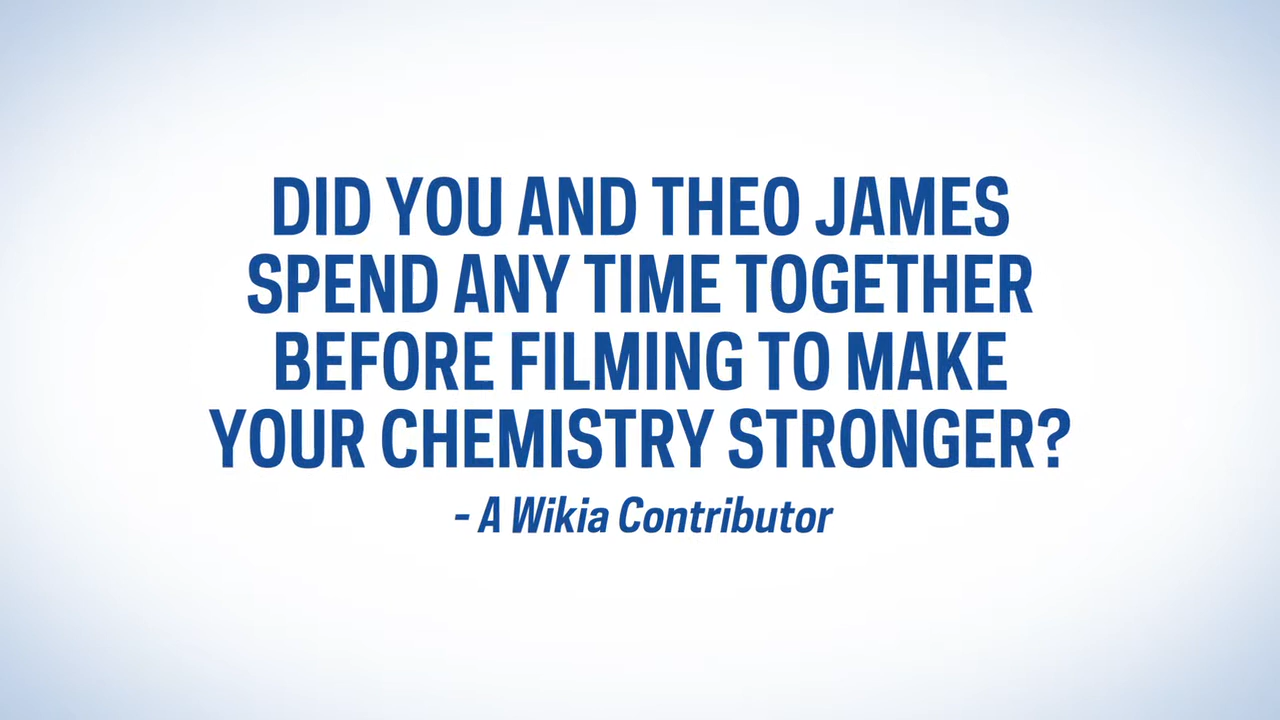 DID YOU AND THEO JAMES
SPEND ANY TIME TOGETHER
BEFORE FILMING TO MAKE
YOUR CHEMISTRY STRONGER?
- A Wikia Contributor